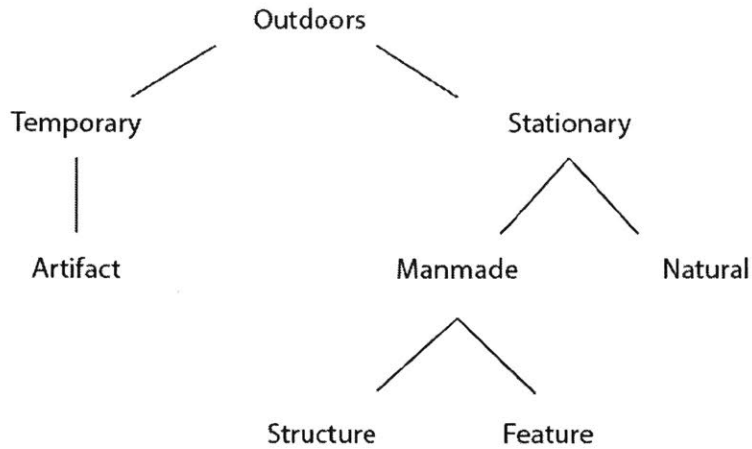 Outdoors
Temporary
Stationary
Artifact
Manmade
Natural
Structure
Feature